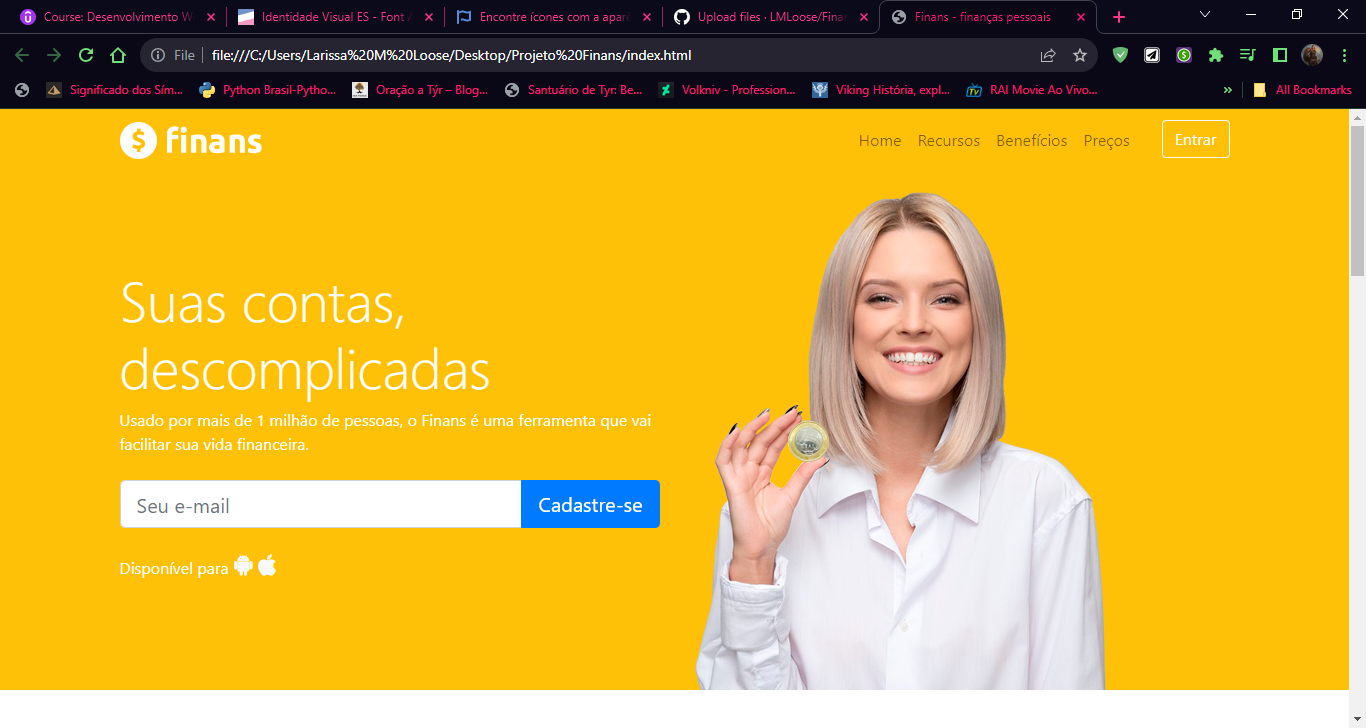 Course: Desenvolvimento W
Identidade Visual ES - Font A
Encontre ícones com a apar
Upload files · LMLoose/Finar
Finans - finanças pessoais
File
file:///C:/Users/Larissa%20M%20Loose/Desktop/Projeto%20Finans/index.html
Significado dos Sím...
Python Brasil-Pytho...
Oração a Týr – Blog...
Santuário de Tyr: Be...
Volkniv - Profession...
Viking História, expl...
RAI Movie Ao Vivo...
»
All Bookmarks
$ finans
Home
Recursos
Benefícios
Preços
Entrar
Suas contas,
descomplicadas
Usado por mais de 1 milhão de pessoas, o Finans é uma ferramenta que vai
facilitar sua vida financeira.
Seu e-mail
Cadastre-se
Disponível para